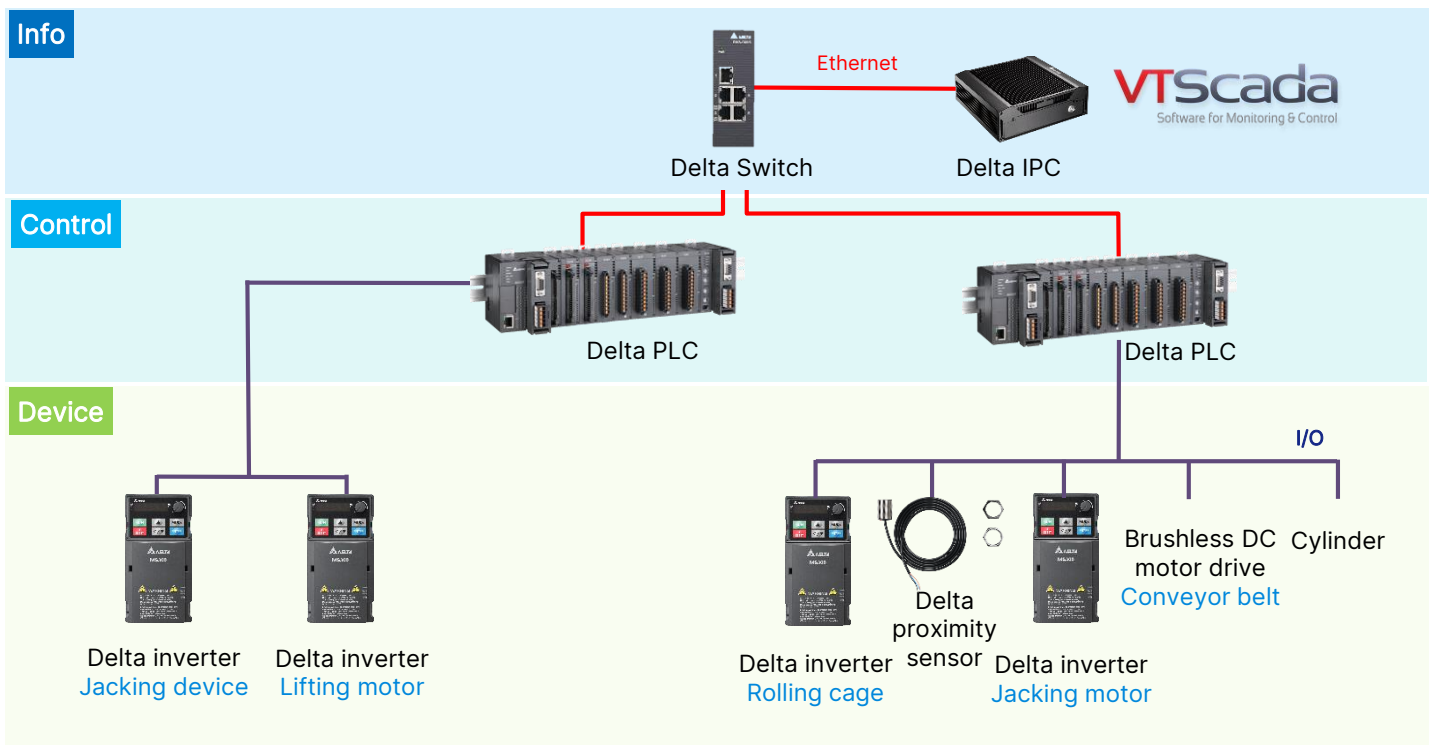 Info
Ethernet
VTScada
Software for Monitoring & Control
Delta Switch
Delta IPC
Control
Delta PLC
Delta PLC
Device
I/O
Delta inverter
Jacking device
Delta inverter
Lifting motor
Delta inverter
Rolling cage
Delta
proximity
sensor
Delta inverter
Jacking motor
Brushless DC
motor drive
Conveyor belt
Cylinder